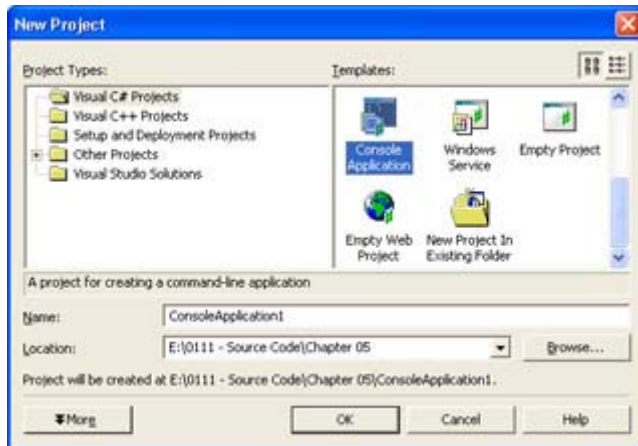 New Project
Project Types:
Templates:
Visual C# Projects
Visual C++ Projects
Setup and Deployment Projects
Other Projects
Visual Studio Solutions
Console Application
Windows Service
Empty Project
Empty Web Project
New Project In Existing Folder
A project for creating a command-line application
Name:
ConsoleApplication1
Location:
E:\0111 - Source Code\Chapter 05
Browse...
Project will be created at E:\0111 - Source Code\Chapter 05\ConsoleApplication1.
More
OK
Cancel
Help